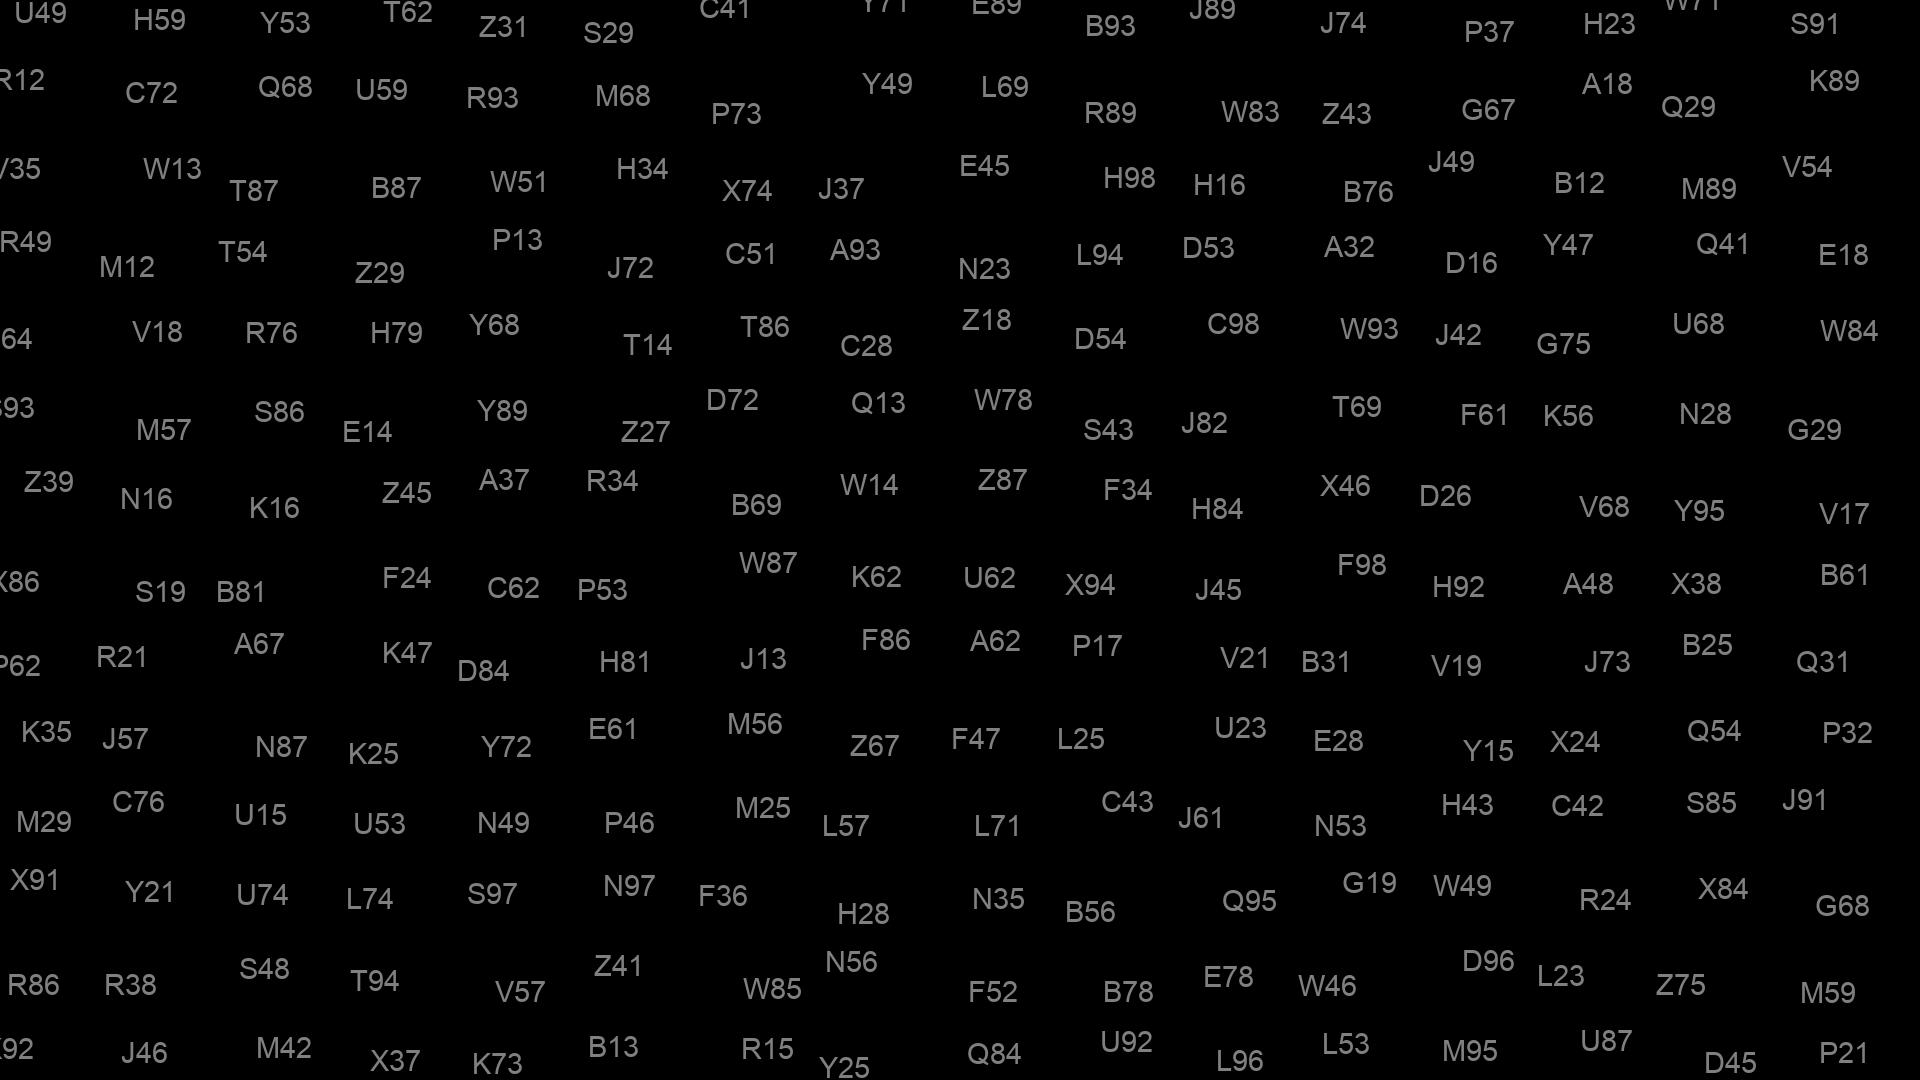 U49 H59 Y53 T62 Z31 S29 C41 Y71 E89 B93 J89 J74 P37 H23 W71 S91
R12 C72 Q68 U59 R93 M68 P73 Y49 L69 R89 W83 Z43 G67 A18 Q29 K89
V35 W13 T87 B87 W51 H34 X74 J37 E45 H98 H16 B76 J49 B12 M89 V54
R49 M12 T54 Z29 P13 J72 C51 A93 N23 L94 D53 A32 D16 Y47 Q41 E18
64 V18 R76 H79 Y68 T14 T86 C28 Z18 D54 C98 W93 J42 G75 U68 W84
S93 M57 S86 E14 Y89 Z27 D72 Q13 W78 S43 J82 T69 F61 K56 N28 G29
Z39 N16 K16 Z45 A37 R34 B69 W14 Z87 F34 H84 X46 D26 V68 Y95 V17
X86 S19 B81 F24 C62 P53 W87 K62 U62 X94 J45 F98 H92 A48 X38 B61
P62 R21 A67 K47 D84 H81 J13 F86 A62 P17 V21 B31 V19 J73 B25 Q31
K35 J57 N87 K25 Y72 E61 M56 Z67 F47 L25 U23 E28 Y15 X24 Q54 P32
M29 C76 U15 U53 N49 P46 M25 L57 L71 C43 J61 N53 H43 C42 S85 J91
X91 Y21 U74 L74 S97 N97 F36 H28 N35 B56 Q95 G19 W49 R24 X84 G68
R86 R38 S48 T94 V57 Z41 W85 N56 F52 B78 E78 W46 D96 L23 Z75 M59
92 J46 M42 X37 K73 B13 R15 Y25 Q84 U92 L96 L53 M95 U87 D45 P21